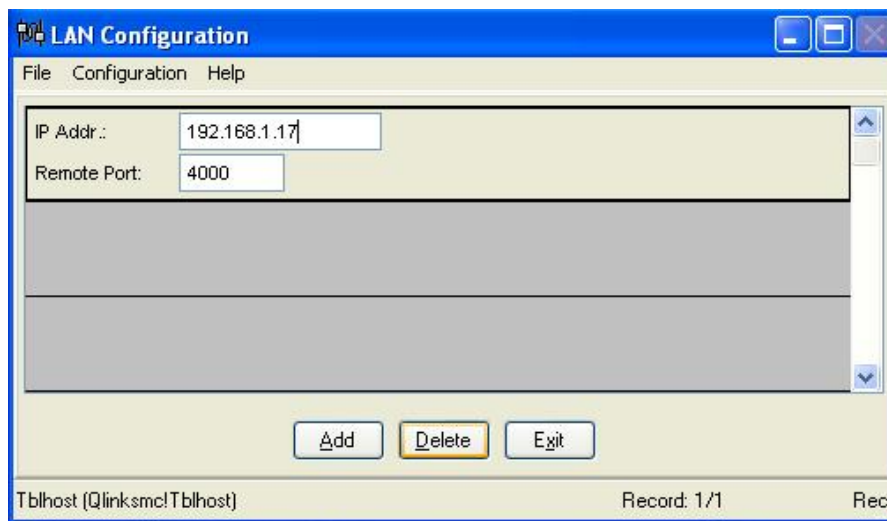 LAN Configuration
File Configuration Help
IP Addr.: 192.168.1.17
Remote Port: 4000
Add Delete Exit
Tblhost (Qlinksmc!Tblhost) Record: 1/1 Rec